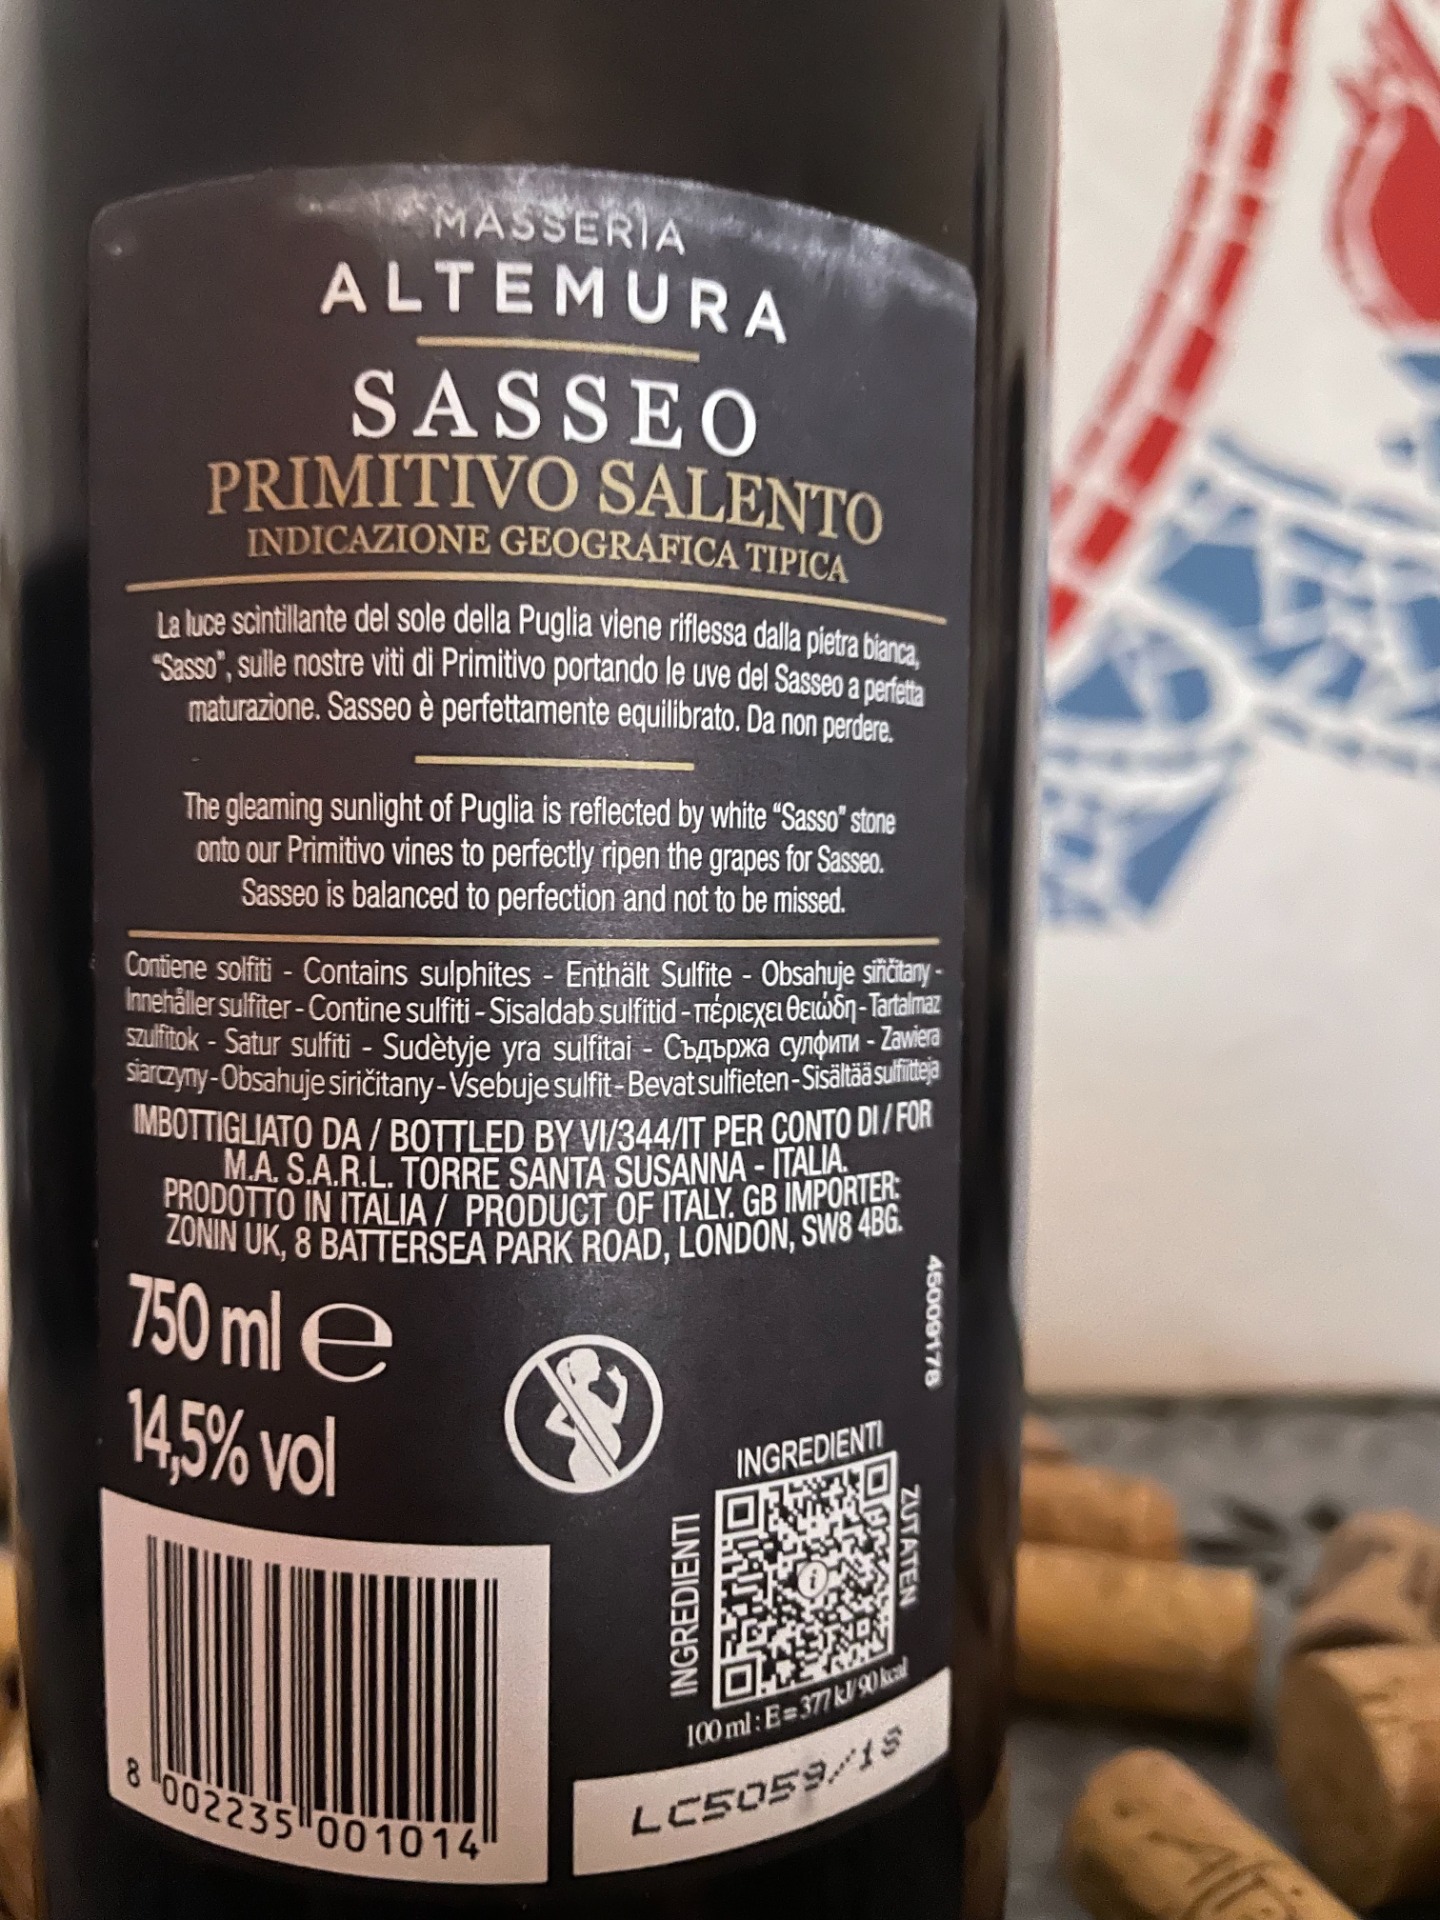 MASSERIA
ALTEMURA
SASSEO
PRIMITIVO SALENTO
INDICAZIONE GEOGRAFICA TIPICA
La luce scintillante del sole della Puglia viene riflessa dalla pietra bianca,
“Sasso”, sulle nostre viti di Primitivo portando le uve del Sasseo a perfetta
maturazione. Sasseo è perfettamente equilibrato. Da non perdere.
The gleaming sunlight of Puglia is reflected by white “Sasso” stone
onto our Primitivo vines to perfectly ripen the grapes for Sasseo.
Sasseo is balanced to perfection and not to be missed.
Contiene solfiti - Contains sulphites - Enthält Sulfite - Obsahuje siřičitany -
Innehåller sulfiter - Contine sulfiti - Sisaldab sulfitid - πέριεχει θειώδη - Tartalmaz
szulfitok - Satur sulfiti - Sudètyje yra sulfitai - Съдържа сулфити - Zawiera
siarczyny - Obsahuje siričitany - Vsebuje sulfit - Bevat sulfieten - Sisältää sulfiitteja
IMBOTTIGLIATO DA / BOTTLED BY VI/344/IT PER CONTO DI / FOR
M.A. S.A.R.L. TORRE SANTA SUSANNA - ITALIA.
PRODOTTO IN ITALIA / PRODUCT OF ITALY. GB IMPORTER:
ZONIN UK, 8 BATTERSEA PARK ROAD, LONDON, SW8 4BG.
45009178
750 ml e
14,5% vol
INGREDIENTI
INGREDIENTI
ZUTATEN
i
100 ml : E = 377 kJ/ 90 kcal
LC5059/18
8 002235 001014